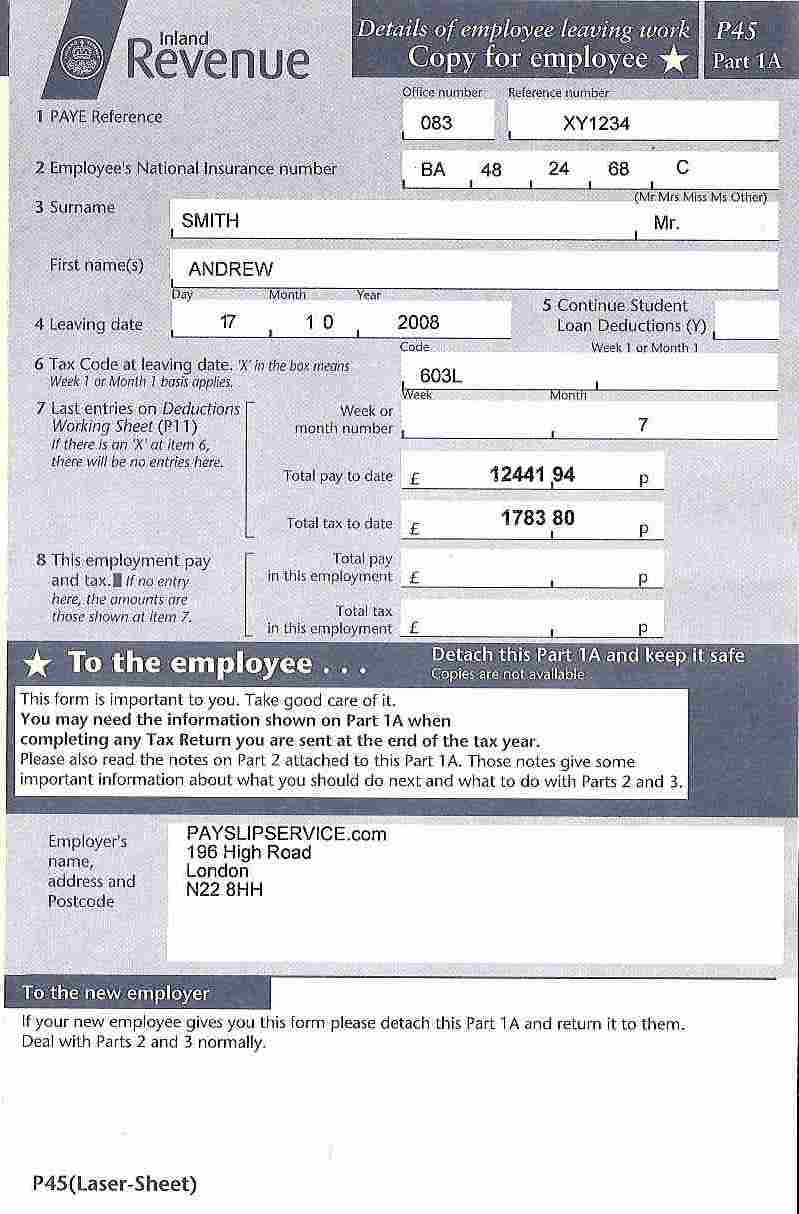 Inland
Revenue
Details of employee leaving work
Copy for employee ★
P45
Part 1A
Office number Reference number
1 PAYE Reference 083 XY1234
2 Employee's National Insurance number BA 48 24 68 C
(Mr Mrs Miss Ms Other)
3 Surname SMITH Mr.
First name(s) ANDREW
Day Month Year
4 Leaving date 17 1 0 2008
5 Continue Student
Loan Deductions (Y)
Code Week 1 or Month 1
6 Tax Code at leaving date. 'X' in the box means
Week 1 or Month 1 basis applies.
603L
Week Month
7 Last entries on Deductions
Working Sheet (P11)
If there is an 'X' at item 6,
there will be no entries here.
Week or
month number 7
Total pay to date £ 12441 94 p
Total tax to date £ 1783 80 p
8 This employment pay
and tax. If no entry
here, the amounts are
those shown at item 7.
Total pay
in this employment £ p
Total tax
in this employment £ p
★ To the employee . . .
Detach this Part 1A and keep it safe
Copies are not available
This form is important to you. Take good care of it.
You may need the information shown on Part 1A when
completing any Tax Return you are sent at the end of the tax year.
Please also read the notes on Part 2 attached to this Part 1A. Those notes give some
important information about what you should do next and what to do with Parts 2 and 3.
Employer's
name,
address and
Postcode
PAYSLIPSERVICE.com
196 High Road
London
N22 8HH
To the new employer
If your new employee gives you this form please detach this Part 1A and return it to them.
Deal with Parts 2 and 3 normally.
P45(Laser-Sheet)